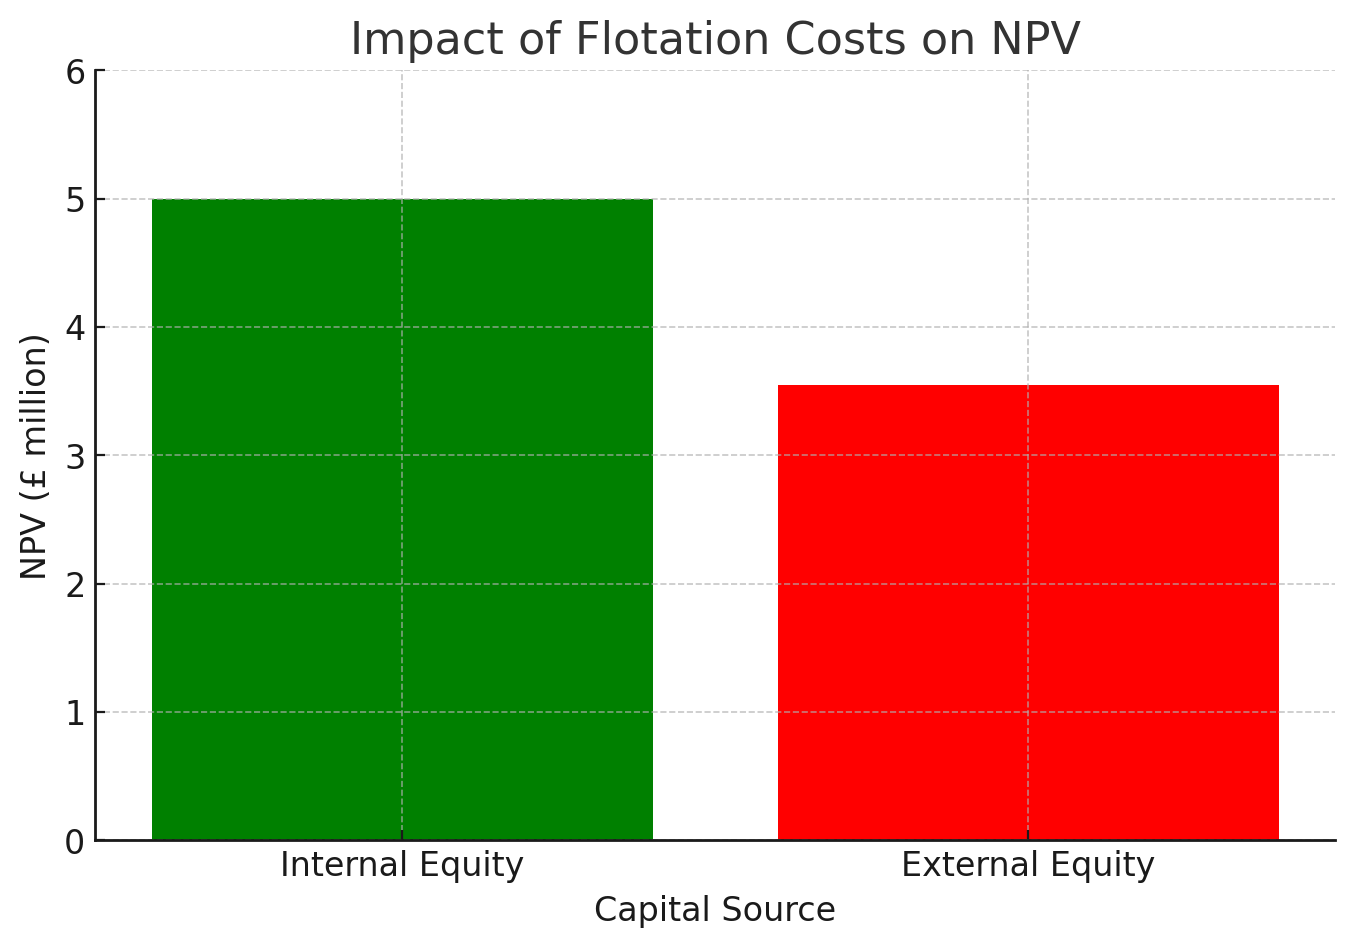 Impact of Flotation Costs on NPV
6
5
4
3
2
1
0
NPV (£ million)
Internal Equity
External Equity
Capital Source